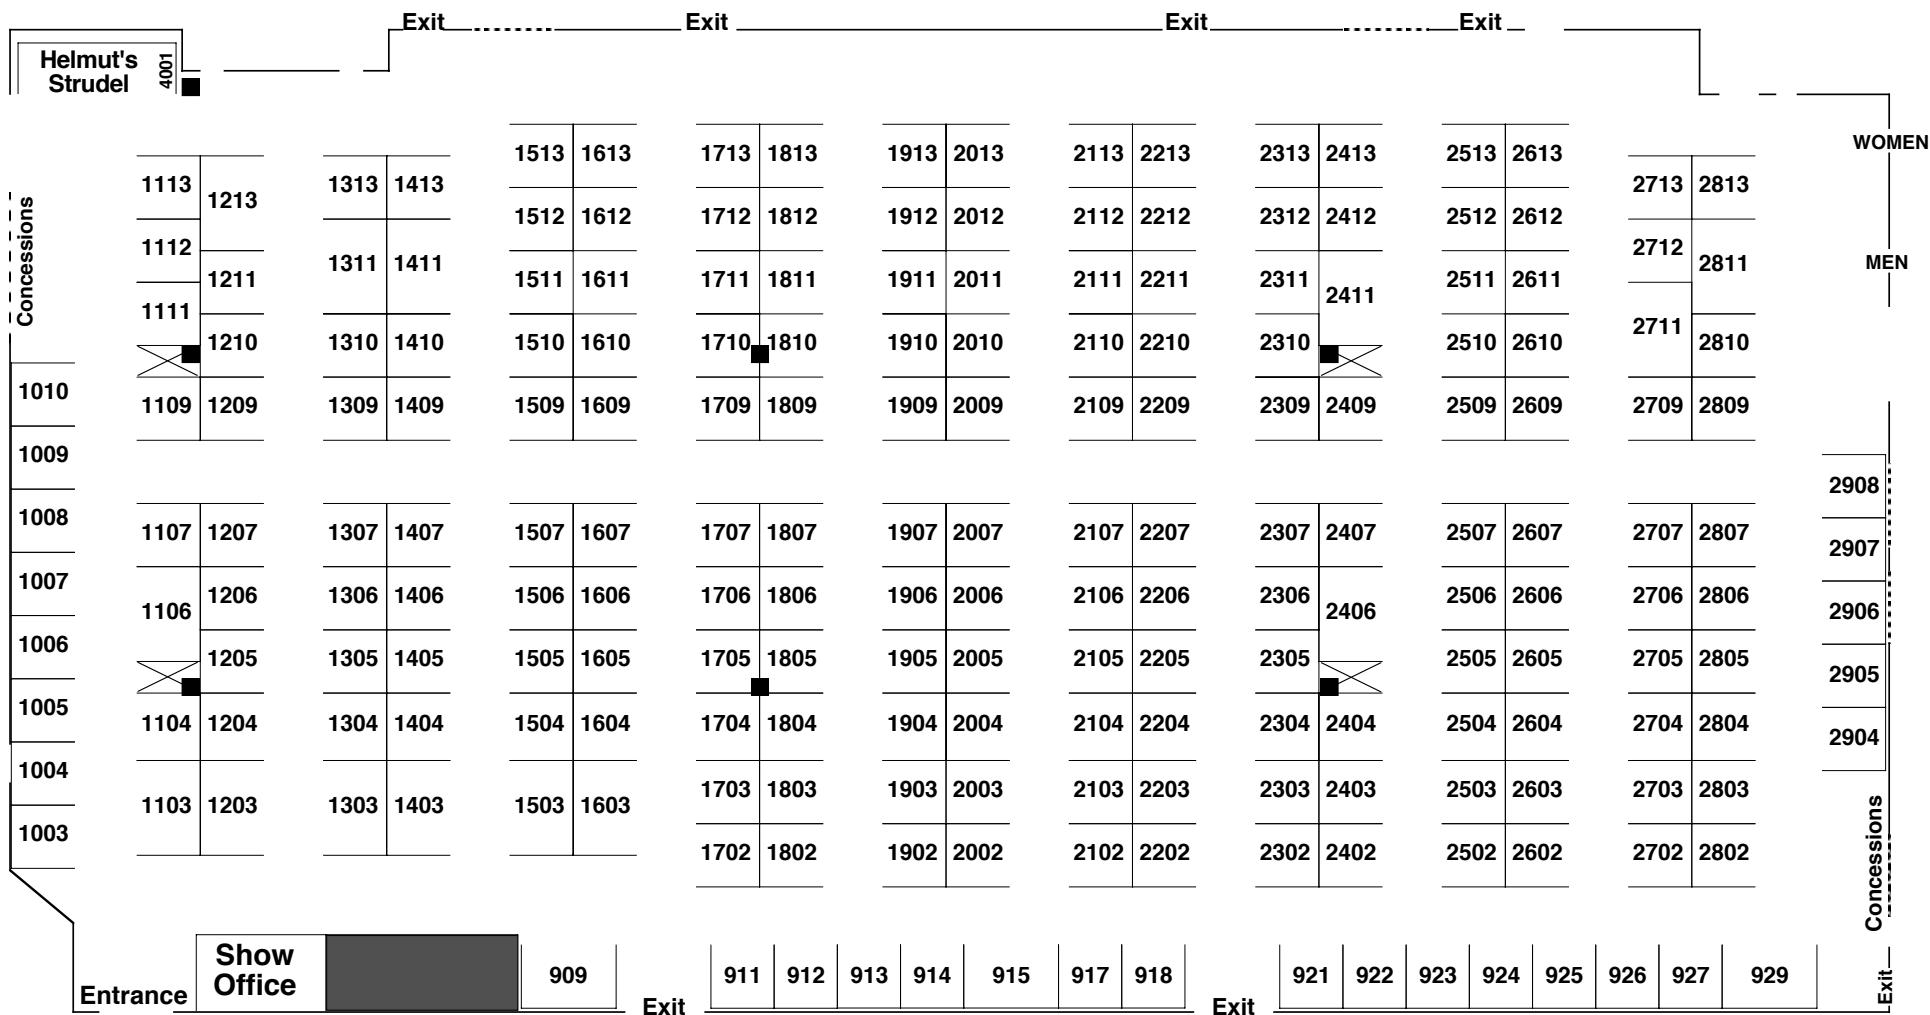 Exit Exit Exit Exit
Helmut's
Strudel
4001
WOMEN
MEN
Concessions
1513 1613 1713 1813 1913 2013 2113 2213 2313 2413 2513 2613
1113 1213 1313 1413 2713 2813
1512 1612 1712 1812 1912 2012 2112 2212 2312 2412 2512 2612
1112 2712
1311 1411 2811
1211 1511 1611 1711 1811 1911 2011 2111 2211 2311 2411 2511 2611
1111 2711
1210 1310 1410 1510 1610 1710 1810 1910 2010 2110 2210 2310 2510 2610 2810
1010
1109 1209 1309 1409 1509 1609 1709 1809 1909 2009 2109 2209 2309 2409 2509 2609 2709 2809
1009
2908
1008
1107 1207 1307 1407 1507 1607 1707 1807 1907 2007 2107 2207 2307 2407 2507 2607 2707 2807
2907
1007
1206 1306 1406 1506 1606 1706 1806 1906 2006 2106 2206 2306 2506 2606 2706 2806
1106 2406 2906
1006
1205 1305 1405 1505 1605 1705 1805 1905 2005 2105 2205 2305 2505 2605 2705 2805
2905
1005
1104 1204 1304 1404 1504 1604 1704 1804 1904 2004 2104 2204 2304 2404 2504 2604 2704 2804
2904
1004
1703 1803 1903 2003 2103 2203 2303 2403 2503 2603 2703 2803
1103 1203 1303 1403 1503 1603
1003
1702 1802 1902 2002 2102 2202 2302 2402 2502 2602 2702 2802
Concessions
Show
Office
909 911 912 913 914 915 917 918 921 922 923 924 925 926 927 929
Entrance
Exit Exit
Exit